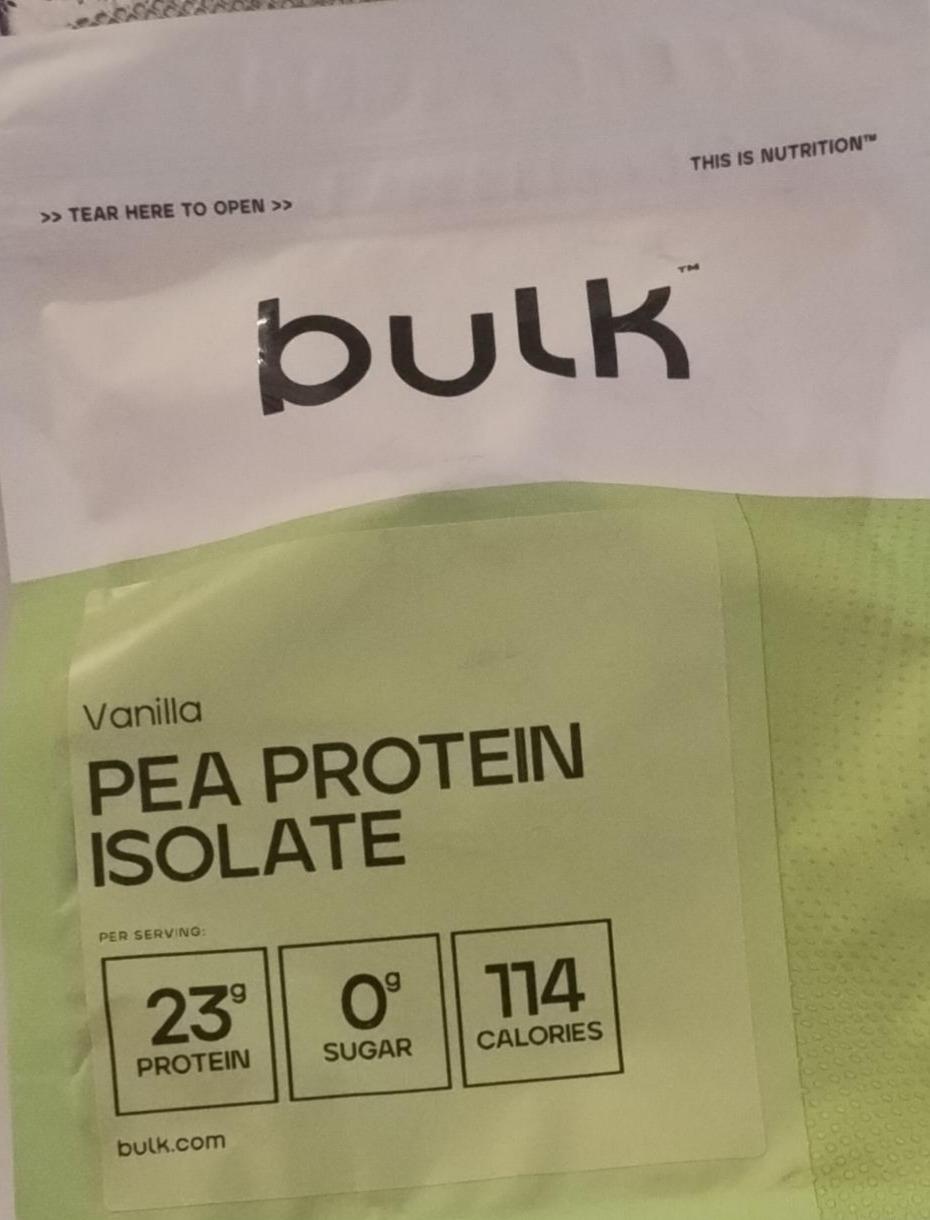 THIS IS NUTRITION™
>> TEAR HERE TO OPEN >>
bulk™
Vanilla
PEA PROTEIN
ISOLATE
PER SERVING:
23g
PROTEIN
0g
SUGAR
114
CALORIES
bulk.com